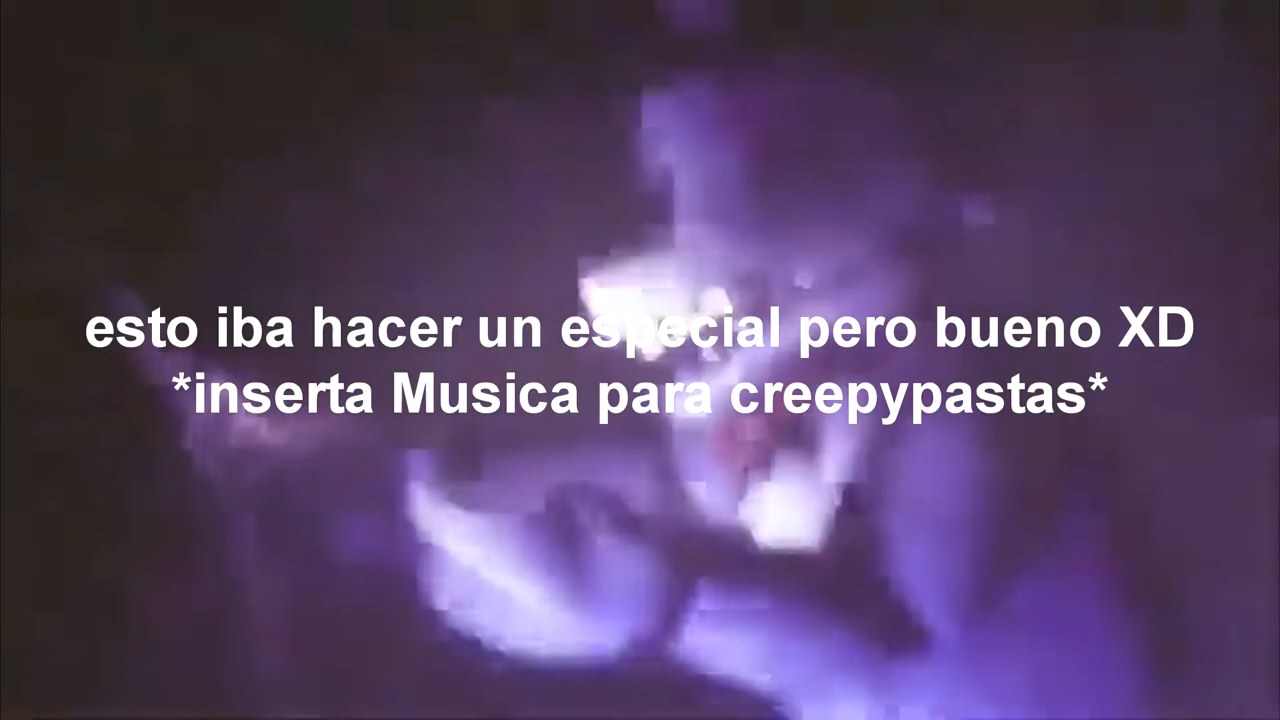 esto iba hacer un especial pero bueno XD
*inserta Musica para creepypastas*